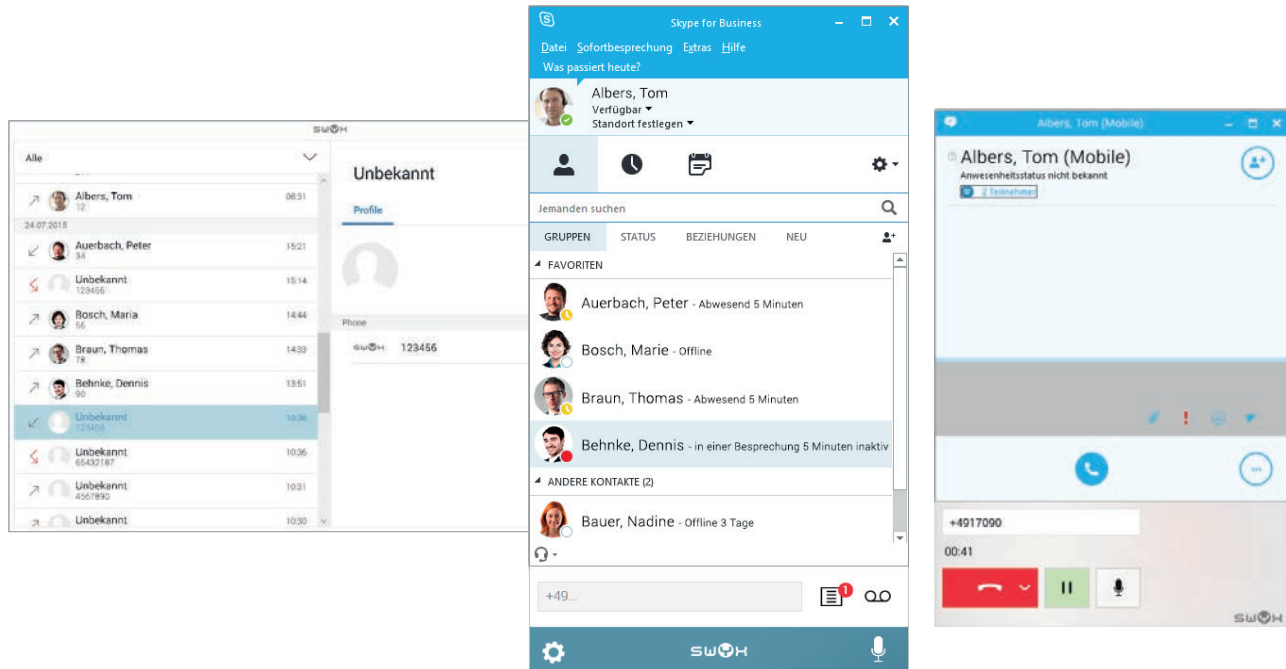 swyx
Alle
Albers, Tom
12
08:31
24.07.2015
Auerbach, Peter
34
15:21
Unbekannt
123456
15:14
Bosch, Maria
56
14:44
Braun, Thomas
78
14:33
Behnke, Dennis
90
13:51
Unbekannt
123456
10:36
Unbekannt
65432187
10:36
Unbekannt
4567890
10:31
Unbekannt
10:30
Unbekannt
Profile
Phone
swyx 123456
Skype for Business
Datei Sofortbesprechung Extras Hilfe
Was passiert heute?
Albers, Tom
Verfügbar
Standort festlegen
Jemanden suchen
GRUPPEN STATUS BEZIEHUNGEN NEU
FAVORITEN
Auerbach, Peter - Abwesend 5 Minuten
Bosch, Marie - Offline
Braun, Thomas - Abwesend 5 Minuten
Behnke, Dennis - in einer Besprechung 5 Minuten inaktiv
ANDERE KONTAKTE (2)
Bauer, Nadine - Offline 3 Tage
+49...
1
swyx
Albers, Tom (Mobile)
Albers, Tom (Mobile)
Anwesenheitsstatus nicht bekannt
2 Teilnehmer
+4917090
00:41
swyx